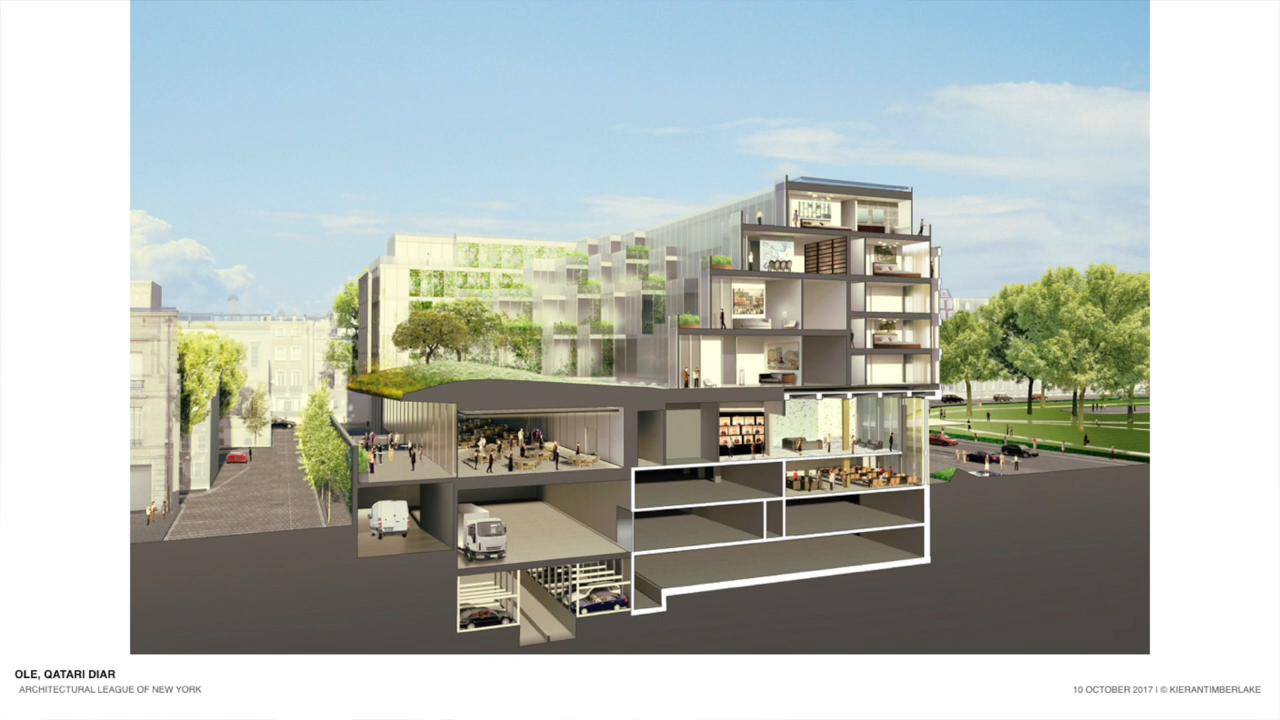 OLE, QATARI DIAR
ARCHITECTURAL LEAGUE OF NEW YORK
10 OCTOBER 2017 | © KIERANTIMBERLAKE